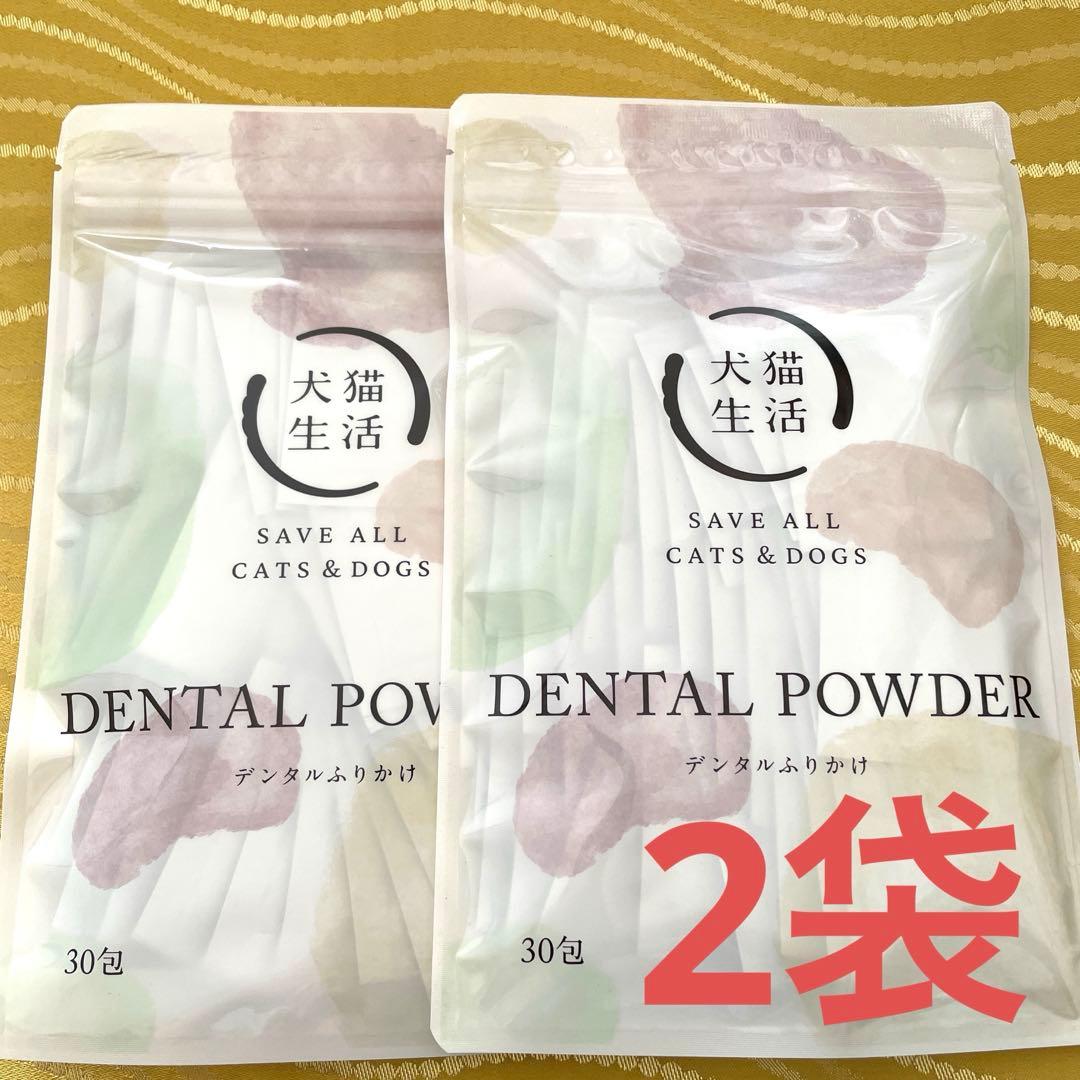 犬猫
生活
SAVE ALL
CATS & DOGS
DENTAL POW
デンタルふりかけ
30包
犬猫
生活
SAVE ALL
CATS & DOGS
DENTAL POWDER
デンタルふりかけ
30包
2袋